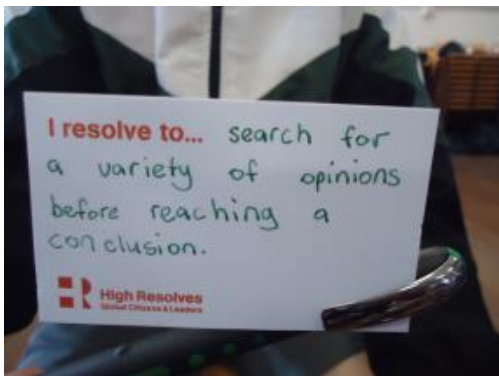 I resolve to... search for
a variety of opinions
before reaching a
conclusion.
High Resolves
Global Citizens & Leaders